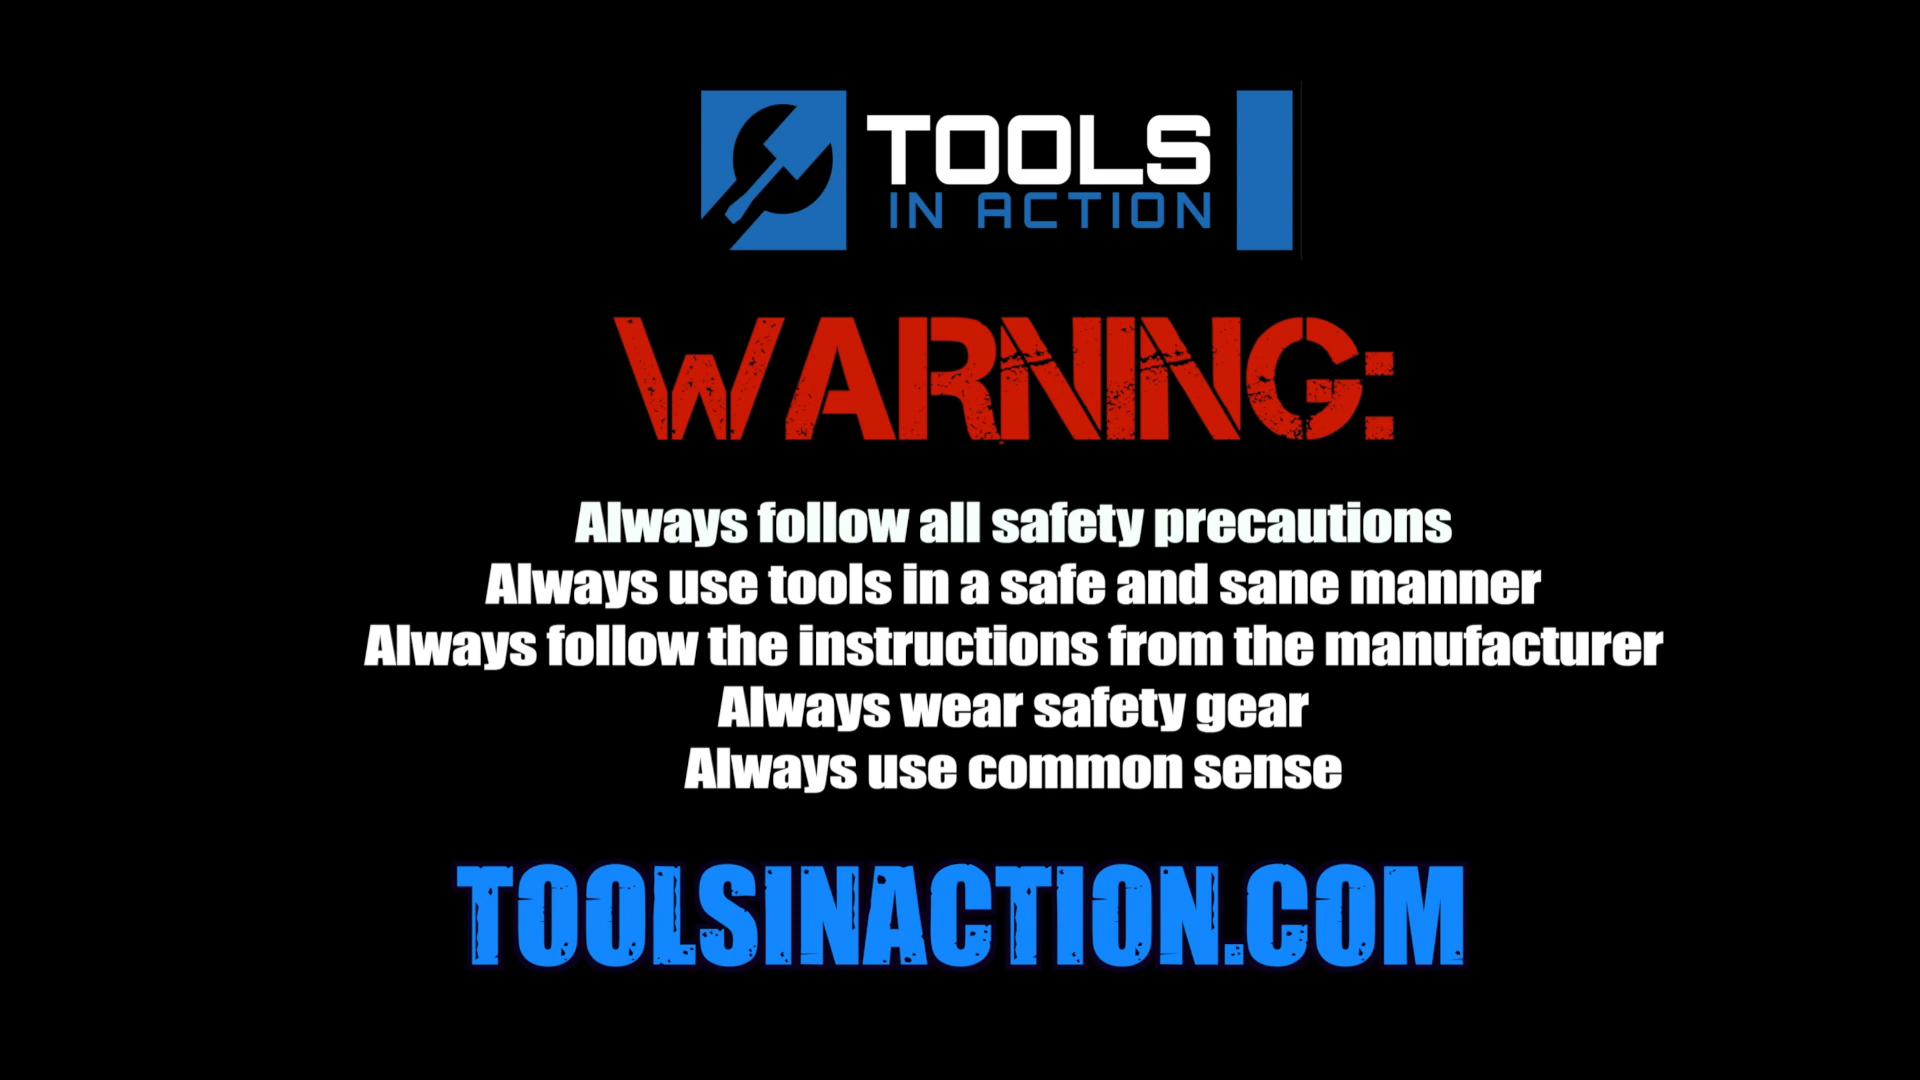 TOOLS
IN ACTION
WARNING:
Always follow all safety precautions
Always use tools in a safe and sane manner
Always follow the instructions from the manufacturer
Always wear safety gear
Always use common sense
TOOLSINACTION.COM